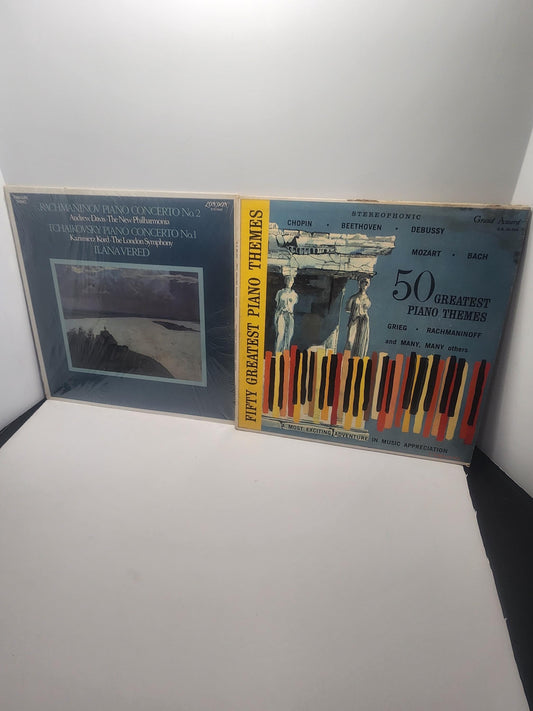 RACHMANINOV PIANO CONCERTO No. 2
Andrew Davis · The New Philharmonia
TCHAIKOVSKY PIANO CONCERTO No. 1
Kazimierz Kord · The London Symphony
ILANA VERED
LONDON
FIFTY GREATEST PIANO THEMES
STEREOPHONIC
Grand Award
CHOPIN • BEETHOVEN • DEBUSSY
MOZART • BACH
50 GREATEST
PIANO THEMES
GRIEG • RACHMANINOFF
and MANY, MANY others
A MOST EXCITING ADVENTURE IN MUSIC APPRECIATION